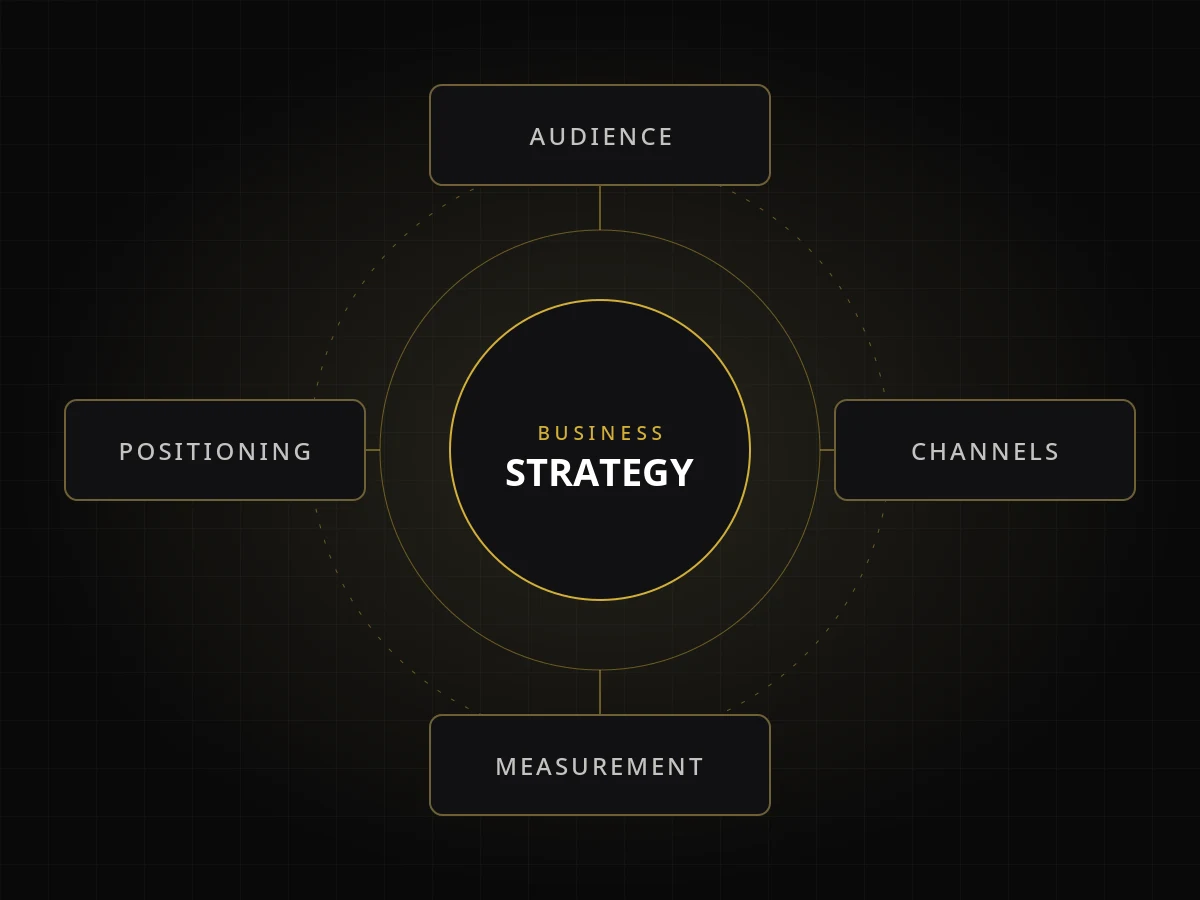 AUDIENCE
POSITIONING
BUSINESS
STRATEGY
CHANNELS
MEASUREMENT